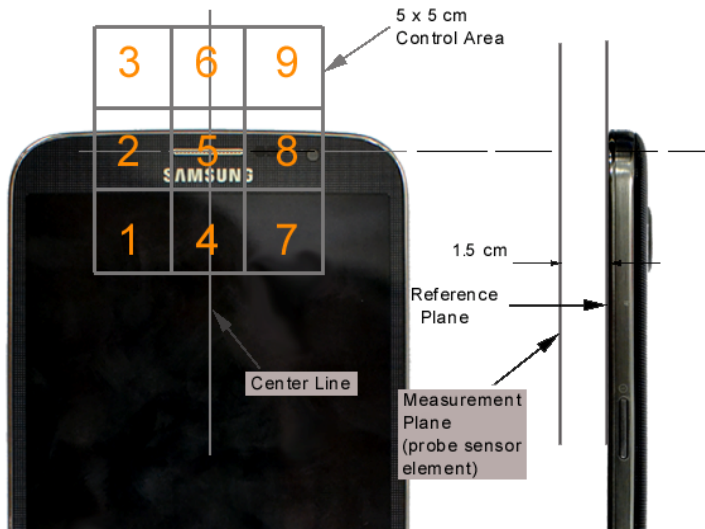 5 x 5 cm
Control Area
3 6 9
2 5 8
SAMSUNG
1 4 7
1.5 cm
Reference
Plane
Center Line
Measurement
Plane
(probe sensor
element)